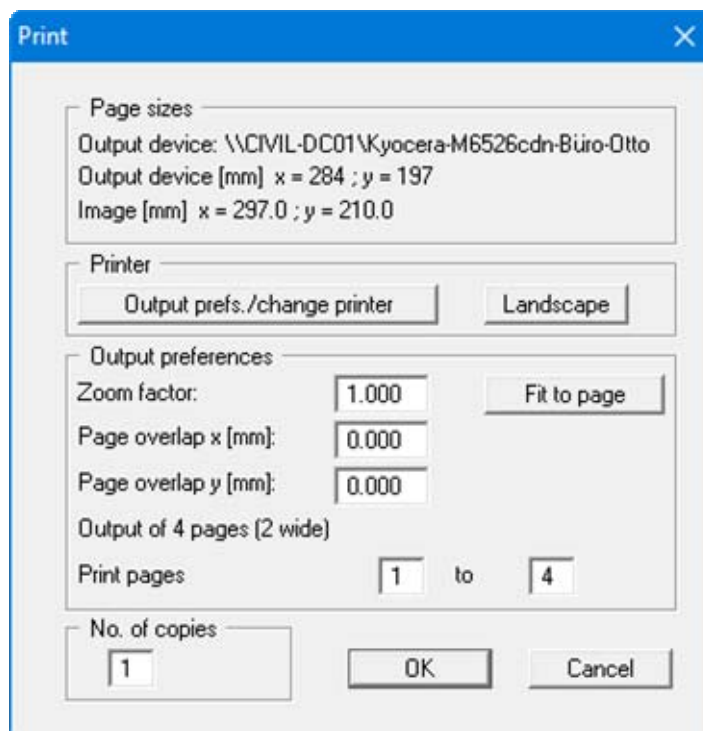 Print
Page sizes
Output device: \\CIVIL-DC01\Kyocera-M6526cdn-Büro-Otto
Output device [mm] x = 284 ; y = 197
Image [mm] x = 297.0 ; y = 210.0
Printer
Output prefs./change printer Landscape
Output preferences
Zoom factor: 1.000 Fit to page
Page overlap x [mm]: 0.000
Page overlap y [mm]: 0.000
Output of 4 pages (2 wide)
Print pages 1 to 4
No. of copies
1 OK Cancel